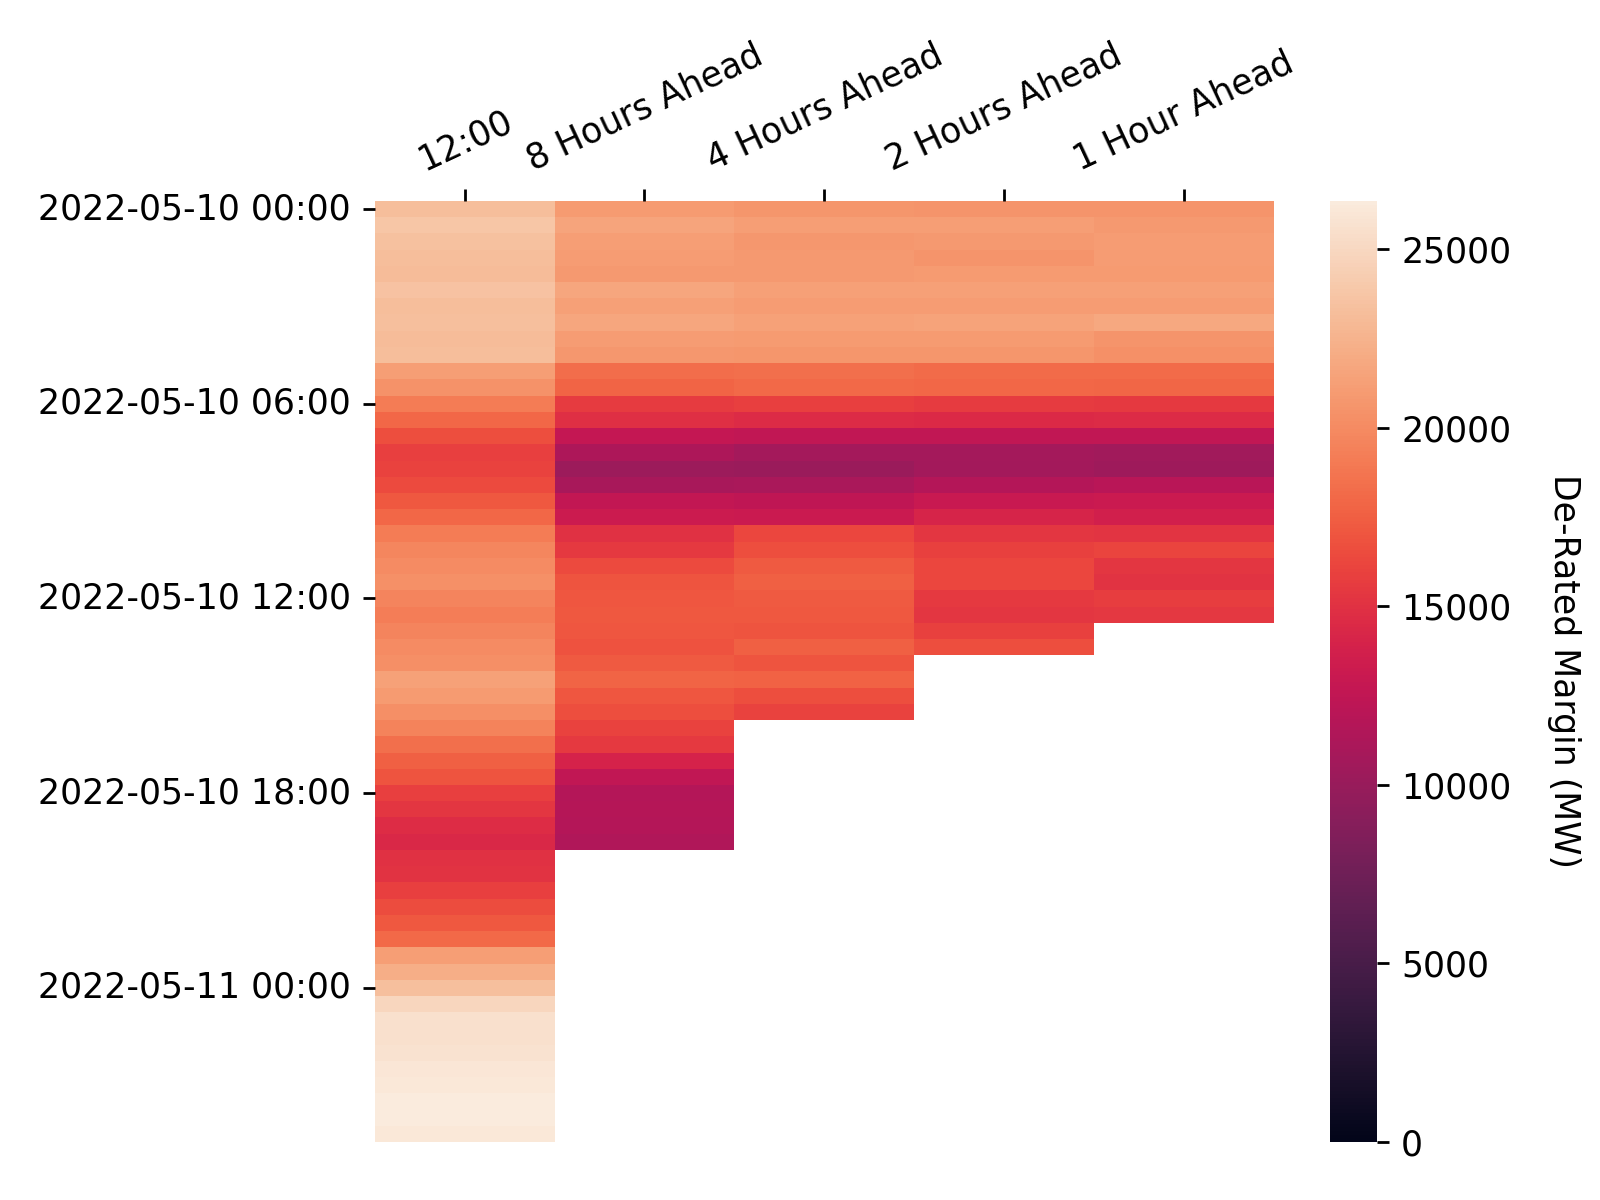 12:00
8 Hours Ahead
4 Hours Ahead
2 Hours Ahead
1 Hour Ahead
2022-05-10 00:00
2022-05-10 06:00
2022-05-10 12:00
2022-05-10 18:00
2022-05-11 00:00
25000
20000
15000
10000
5000
0
De-Rated Margin (MW)